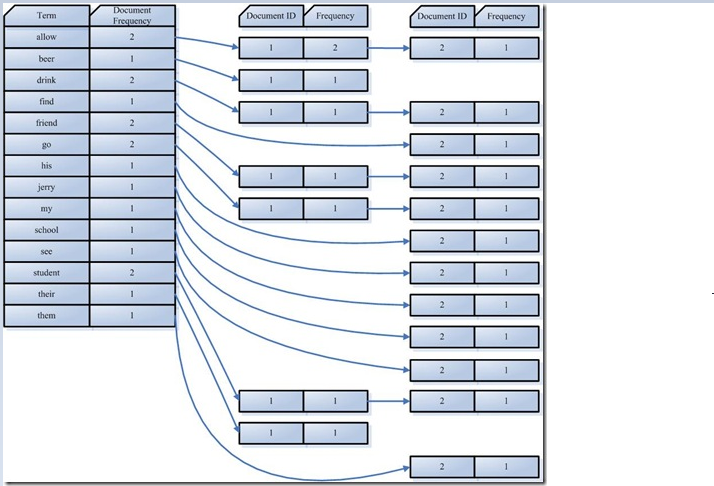 Term Document Frequency Document ID Frequency Document ID Frequency
allow 2 1 2 2 1
beer 1 1 1
drink 2 1 1 2 1
find 1 2 1
friend 2 1 1 2 1
go 2 1 1 2 1
his 1 2 1
jerry 1 2 1
my 1 2 1
school 1 2 1
see 1 2 1
student 2 1 1 2 1
their 1 1 1
them 1 2 1